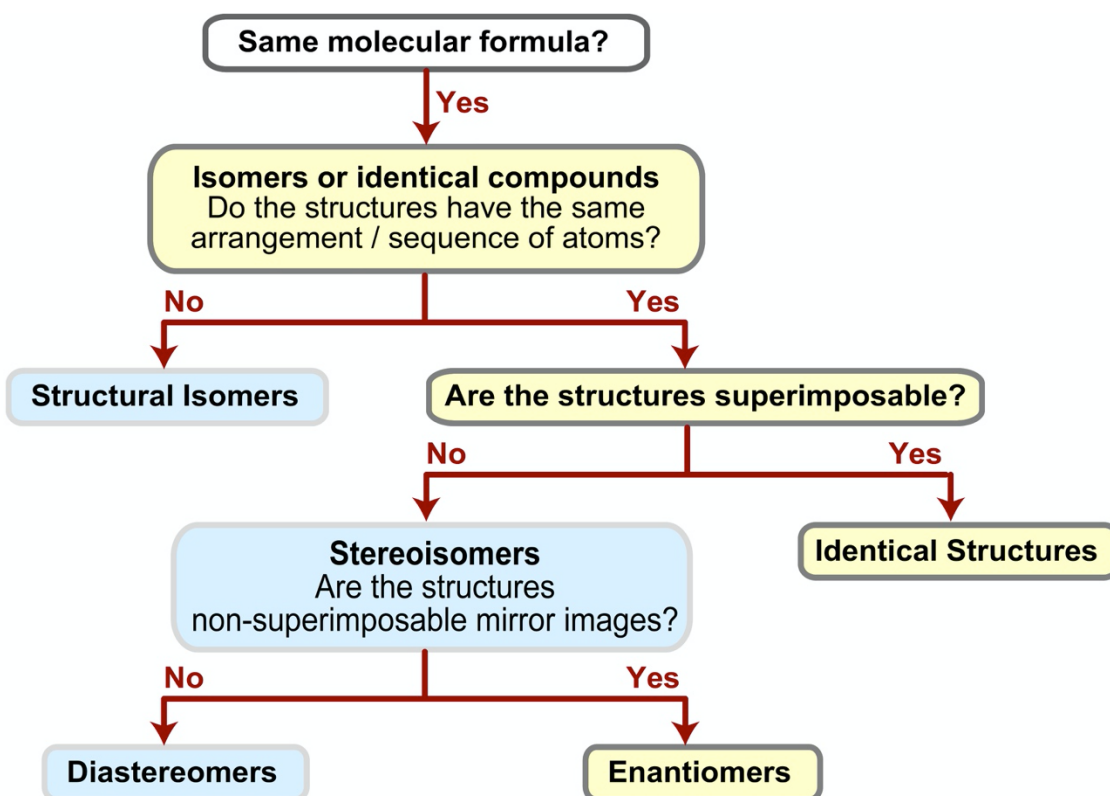 Same molecular formula?
Yes
Isomers or identical compounds
Do the structures have the same
arrangement / sequence of atoms?
No
Yes
Structural Isomers
Are the structures superimposable?
No
Yes
Stereoisomers
Are the structures
non-superimposable mirror images?
Identical Structures
No
Yes
Diastereomers
Enantiomers